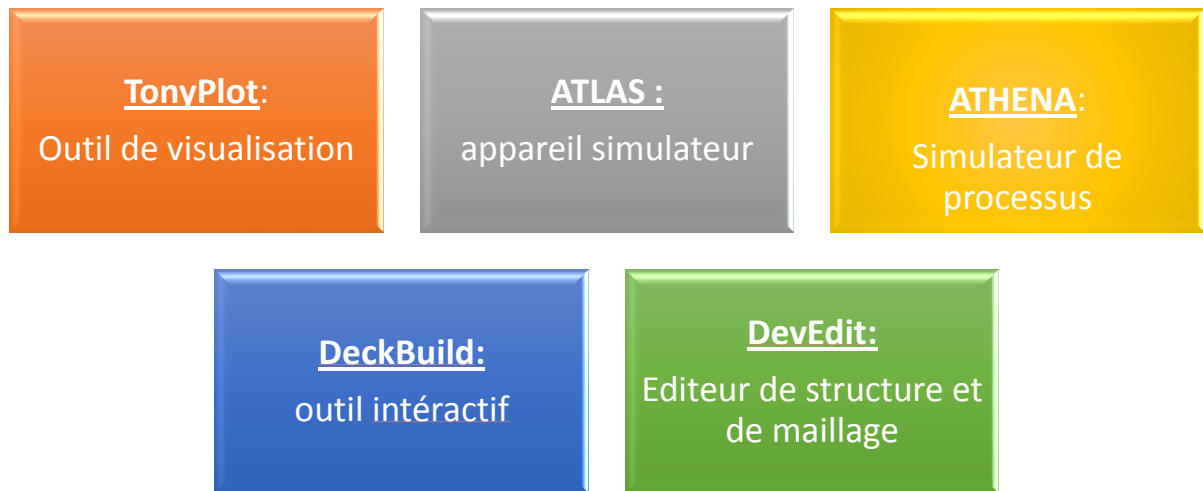 TonyPlot:
Outil de visualisation
ATLAS :
appareil simulateur
ATHENA:
Simulateur de
processus
DeckBuild:
outil intéractif
DevEdit:
Editeur de structure et
de maillage